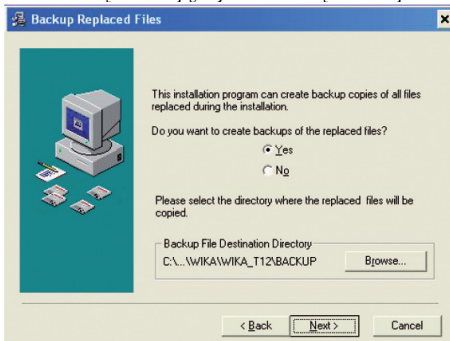 Backup Replaced Files
This installation program can create backup copies of all files
replaced during the installation.
Do you want to create backups of the replaced files?
Yes
No
Please select the directory where the replaced files will be
copied.
Backup File Destination Directory
C:\...\WIKA\WIKA_T12\BACKUP
Browse...
< Back
Next >
Cancel